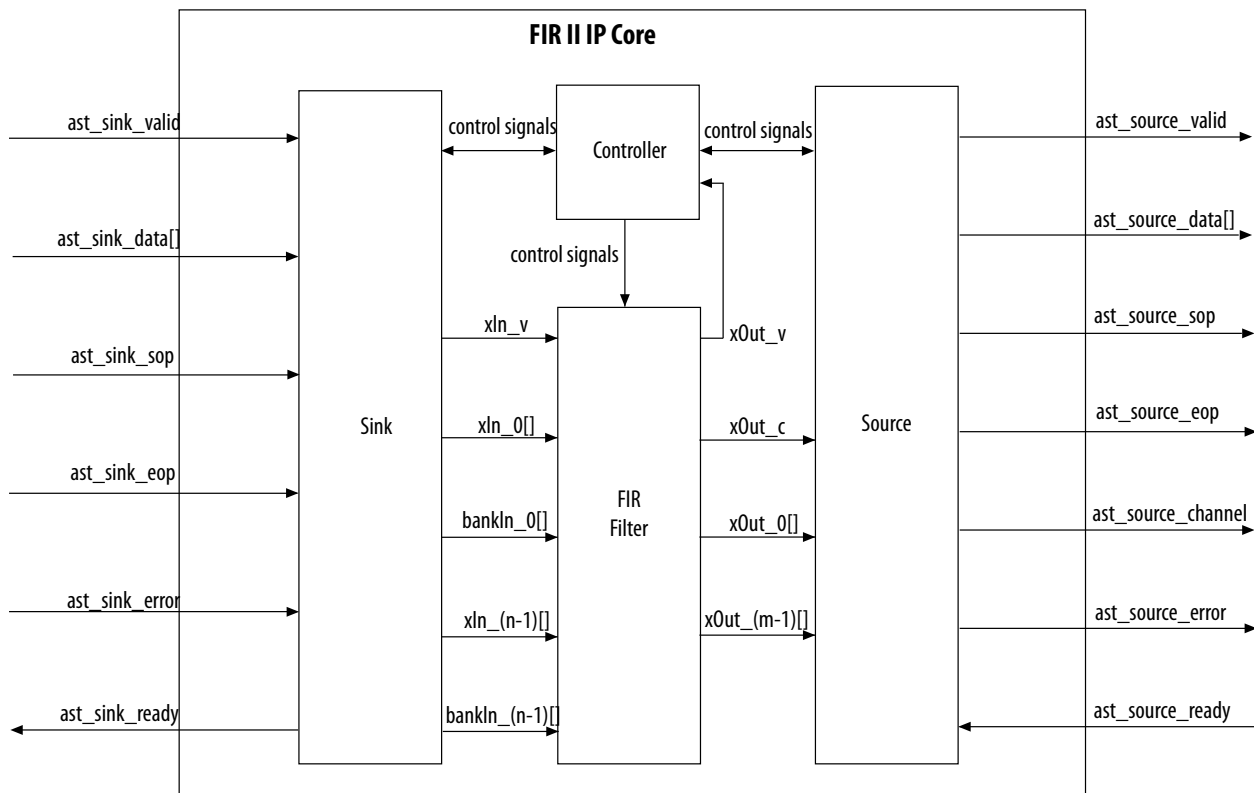 FIR II IP Core
ast_sink_valid
ast_sink_data[]
ast_sink_sop
ast_sink_eop
ast_sink_error
ast_sink_ready
Sink
control signals
Controller
control signals
control signals
xIn_v
xIn_0[]
bankIn_0[]
xIn_(n-1)[]
bankIn_(n-1)[]
FIR
Filter
xOut_v
xOut_c
xOut_0[]
xOut_(m-1)[]
Source
ast_source_valid
ast_source_data[]
ast_source_sop
ast_source_eop
ast_source_channel
ast_source_error
ast_source_ready